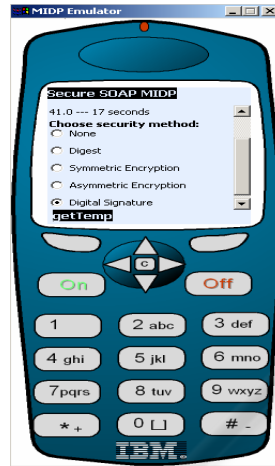 MIDP Emulator
Secure SOAP MIDP
41.0 --- 17 seconds
Choose security method:
None
Digest
Symmetric Encryption
Asymmetric Encryption
Digital Signature
getTemp
C
On
Off
1
2 abc
3 def
4 ghi
5 jkl
6 mno
7pqrs
8 tuv
9 wxyz
* +
0
# -
IBM.